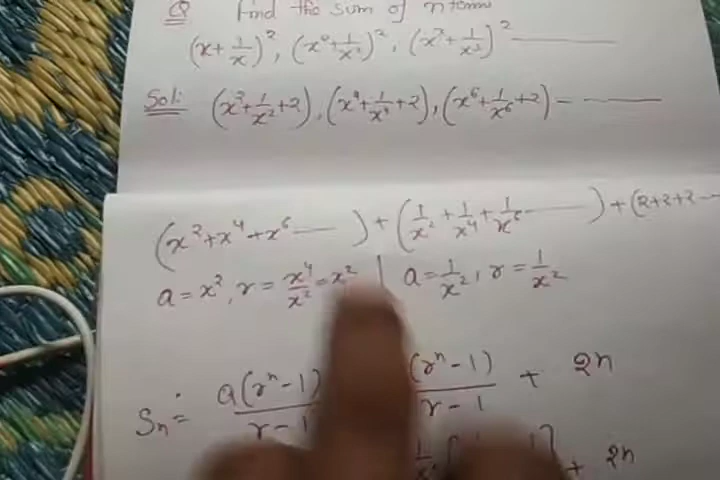 Q Find the sum of n terms
(x + 1/x)², (x² + 1/x²)², (x³ + 1/x³)² ———
Sol: (x² + 1/x² + 2), (x⁴ + 1/x⁴ + 2), (x⁶ + 1/x⁶ + 2) = ———
(x² + x⁴ + x⁶ ——) + (1/x² + 1/x⁴ + 1/x⁶ ——) + (2+2+2—
a = x², r = x⁴/x² = x² | a = 1/x², r = 1/x²
Sn = a(rⁿ - 1)/r - 1 (rⁿ - 1)/r - 1 + 2n
+ 2n